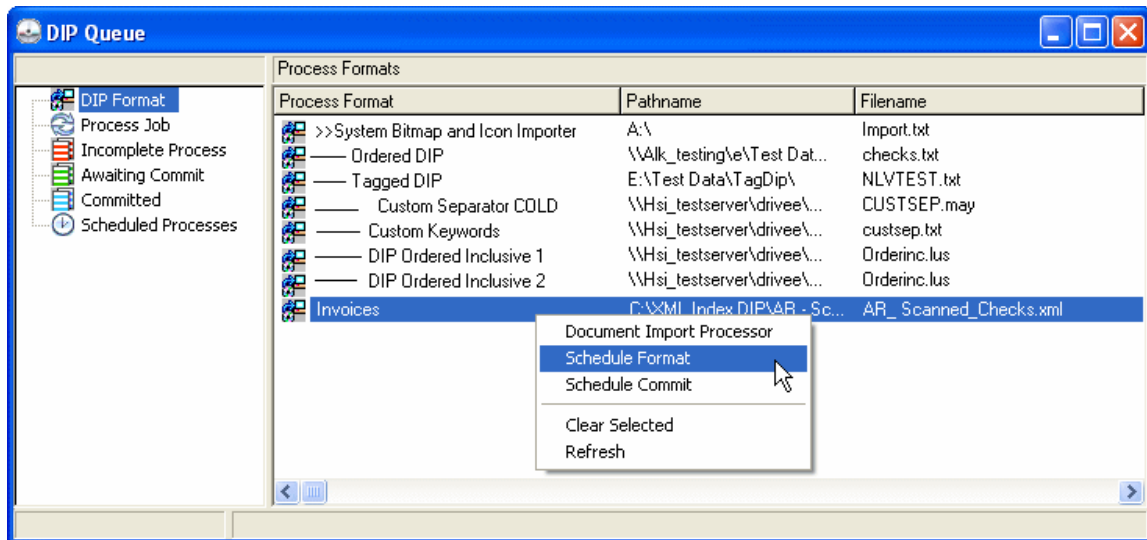 DIP Queue
Process Formats
DIP Format
Process Job
Incomplete Process
Awaiting Commit
Committed
Scheduled Processes
Process Format Pathname Filename
>>System Bitmap and Icon Importer A:\ Import.txt
—— Ordered DIP \\Alk_testing\e\Test Dat... checks.txt
—— Tagged DIP E:\Test Data\TagDip\ NLVTEST.txt
—— Custom Separator COLD \\Hsi_testserver\drivee\... CUSTSEP.may
—— Custom Keywords \\Hsi_testserver\drivee\... custsep.txt
—— DIP Ordered Inclusive 1 \\Hsi_testserver\drivee\... Orderinc.lus
—— DIP Ordered Inclusive 2 \\Hsi_testserver\drivee\... Orderinc.lus
Invoices C:\XML Index DIP\AR - Sc... AR_ Scanned_Checks.xml
Document Import Processor
Schedule Format
Schedule Commit
Clear Selected
Refresh